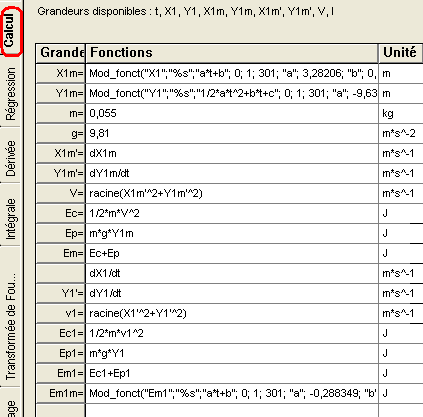 Grandeurs disponibles : t, X1, Y1, X1m, Y1m, X1m', Y1m', V, I
Calcul
Régression
Dérivée
Intégrale
Transformée de Fou...
age
Grande Fonctions Unité
X1m= Mod_fonct("X1";"%s";"a*t+b"; 0; 1; 301; "a"; 3,28206; "b"; 0, m
Y1m= Mod_fonct("Y1";"%s";"1/2*a*t^2+b*t+c"; 0; 1; 301; "a"; -9,63 m
m= 0,055 kg
g= 9,81 m*s^-2
X1m'= dX1m m*s^-1
Y1m'= dY1m/dt m*s^-1
V= racine(X1m'^2+Y1m'^2) m*s^-1
Ec= 1/2*m*V^2 J
Ep= m*g*Y1m J
Em= Ec+Ep J
dX1/dt m*s^-1
Y1'= dY1/dt m*s^-1
v1= racine(X1'^2+Y1'^2) m*s^-1
Ec1= 1/2*m*v1^2 J
Ep1= m*g*Y1 J
Em1= Ec1+Ep1 J
Em1m= Mod_fonct("Em1";"%s";"a*t+b"; 0; 1; 301; "a"; -0,288349; "b" J